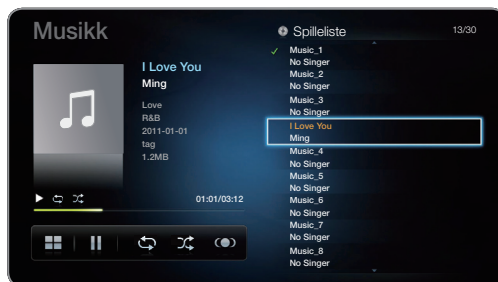 Musikk
I Love You
Ming
Love
R&B
2011-01-01
tag
1.2MB
01:01/03:12
Spilleliste
13/30
Music_1
No Singer
Music_2
No Singer
Music_3
No Singer
I Love You
Ming
Music_4
No Singer
Music_5
No Singer
Music_6
No Singer
Music_7
No Singer
Music_8
No Singer